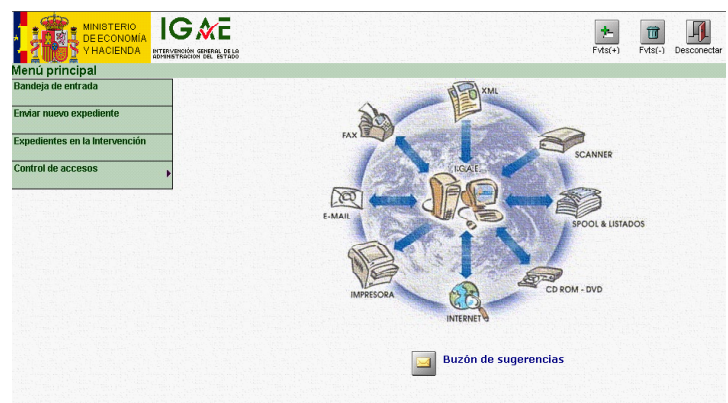 MINISTERIO
DE ECONOMÍA
Y HACIENDA
IGAE
INTERVENCIÓN GENERAL DE LA
ADMINISTRACION DEL ESTADO
Fvts(+)
Fvts(-)
Desconectar
Menú principal
Bandeja de entrada
Enviar nuevo expediente
Expedientes en la Intervención
Control de accesos
XML
FAX
SCANNER
I.G.A.E.
E-MAIL
SPOOL & LISTADOS
IMPRESORA
CD ROM - DVD
INTERNET
Buzón de sugerencias